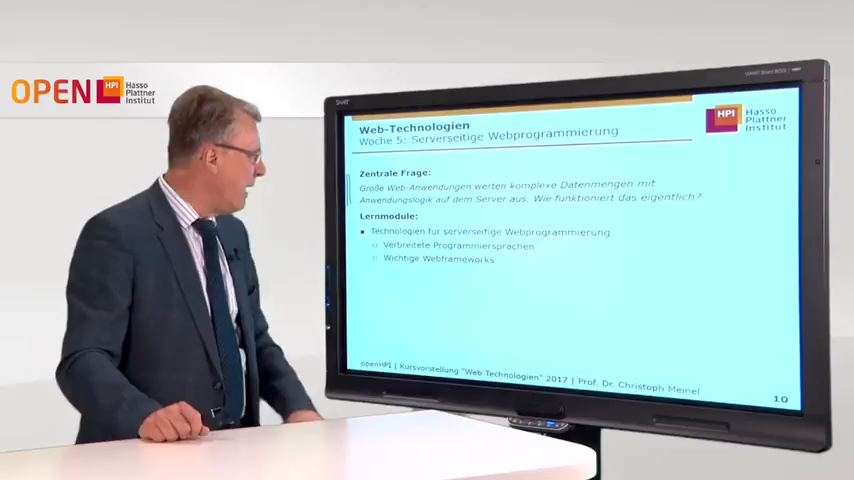 OPEN HPI Hasso
Plattner
Institut
SMART
Web-Technologien
Woche 5: Serverseitige Webprogrammierung
HPI Hasso
Plattner
Institut
Zentrale Frage:
Große Web-Anwendungen werten komplexe Datenmengen mit
Anwendungslogik auf dem Server aus. Wie funktioniert das eigentlich?
Lernmodule:
Technologien für serverseitige Webprogrammierung
Verbreitete Programmiersprachen
Wichtige Webframeworks
openHPI | Kursvorstellung "Web-Technologien" 2017 | Prof. Dr. Christoph Meinel
10